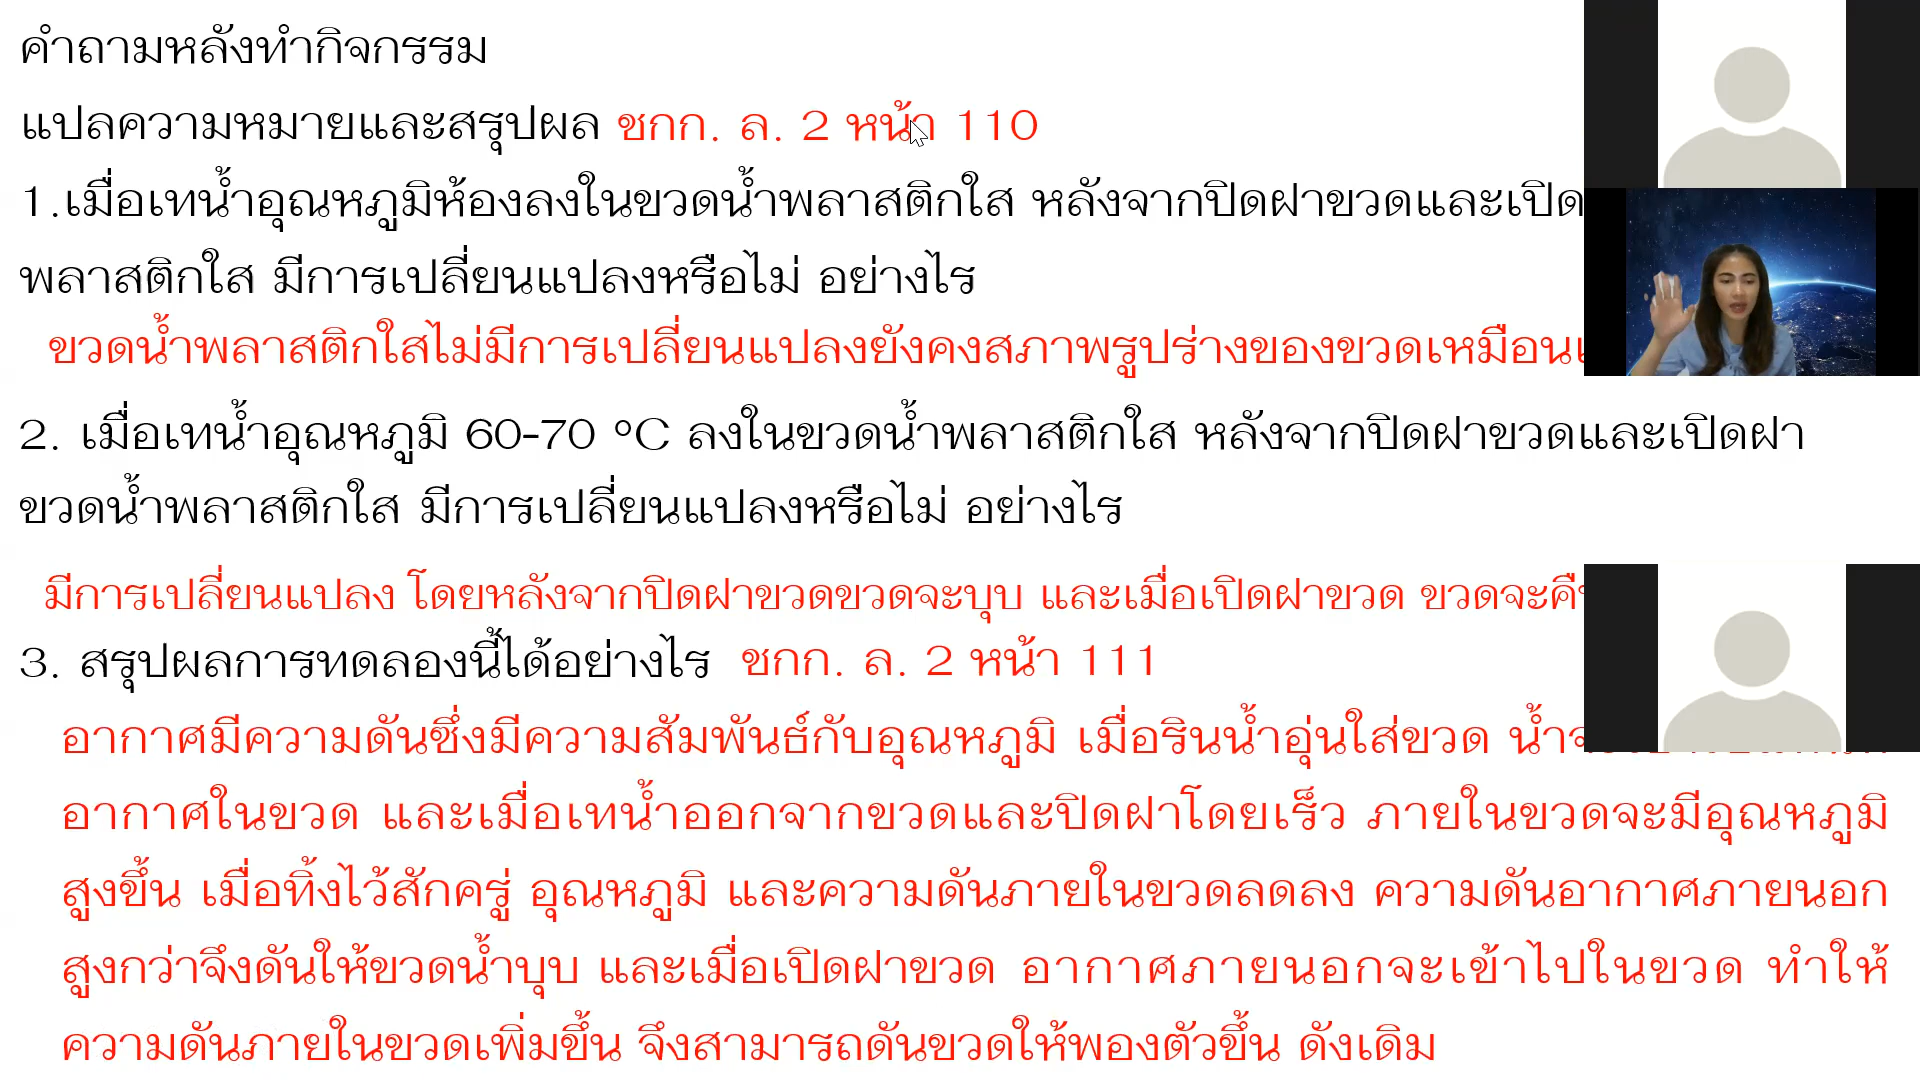 คำถามหลังทำกิจกรรม
แปลความหมายและสรุปผล ชกก. ล. 2 หน้า 110
1.เมื่อเทน้ำอุณหภูมิห้องลงในขวดน้ำพลาสติกใส หลังจากปิดฝาขวดและเปิด
พลาสติกใส มีการเปลี่ยนแปลงหรือไม่ อย่างไร
ขวดน้ำพลาสติกใสไม่มีการเปลี่ยนแปลงยังคงสภาพรูปร่างของขวดเหมือน
2. เมื่อเทน้ำอุณหภูมิ 60-70 °C ลงในขวดน้ำพลาสติกใส หลังจากปิดฝาขวดและเปิดฝา
ขวดน้ำพลาสติกใส มีการเปลี่ยนแปลงหรือไม่ อย่างไร
มีการเปลี่ยนแปลง โดยหลังจากปิดฝาขวดขวดจะบุบ และเมื่อเปิดฝาขวด ขวดจะ
3. สรุปผลการทดลองนี้ได้อย่างไร ชกก. ล. 2 หน้า 111
อากาศมีความดันซึ่งมีความสัมพันธ์กับอุณหภูมิ เมื่อรินน้ำอุ่นใส่ขวด น้ำ
อากาศในขวด และเมื่อเทน้ำออกจากขวดและปิดฝาโดยเร็ว ภายในขวดจะมีอุณหภูมิ
สูงขึ้น เมื่อทิ้งไว้สักครู่ อุณหภูมิ และความดันภายในขวดลดลง ความดันอากาศภายนอก
สูงกว่าจึงดันให้ขวดน้ำบุบ และเมื่อเปิดฝาขวด อากาศภายนอกจะเข้าไปในขวด ทำให้
ความดันภายในขวดเพิ่มขึ้น จึงสามารถดันขวดให้พองตัวขึ้น ดังเดิม